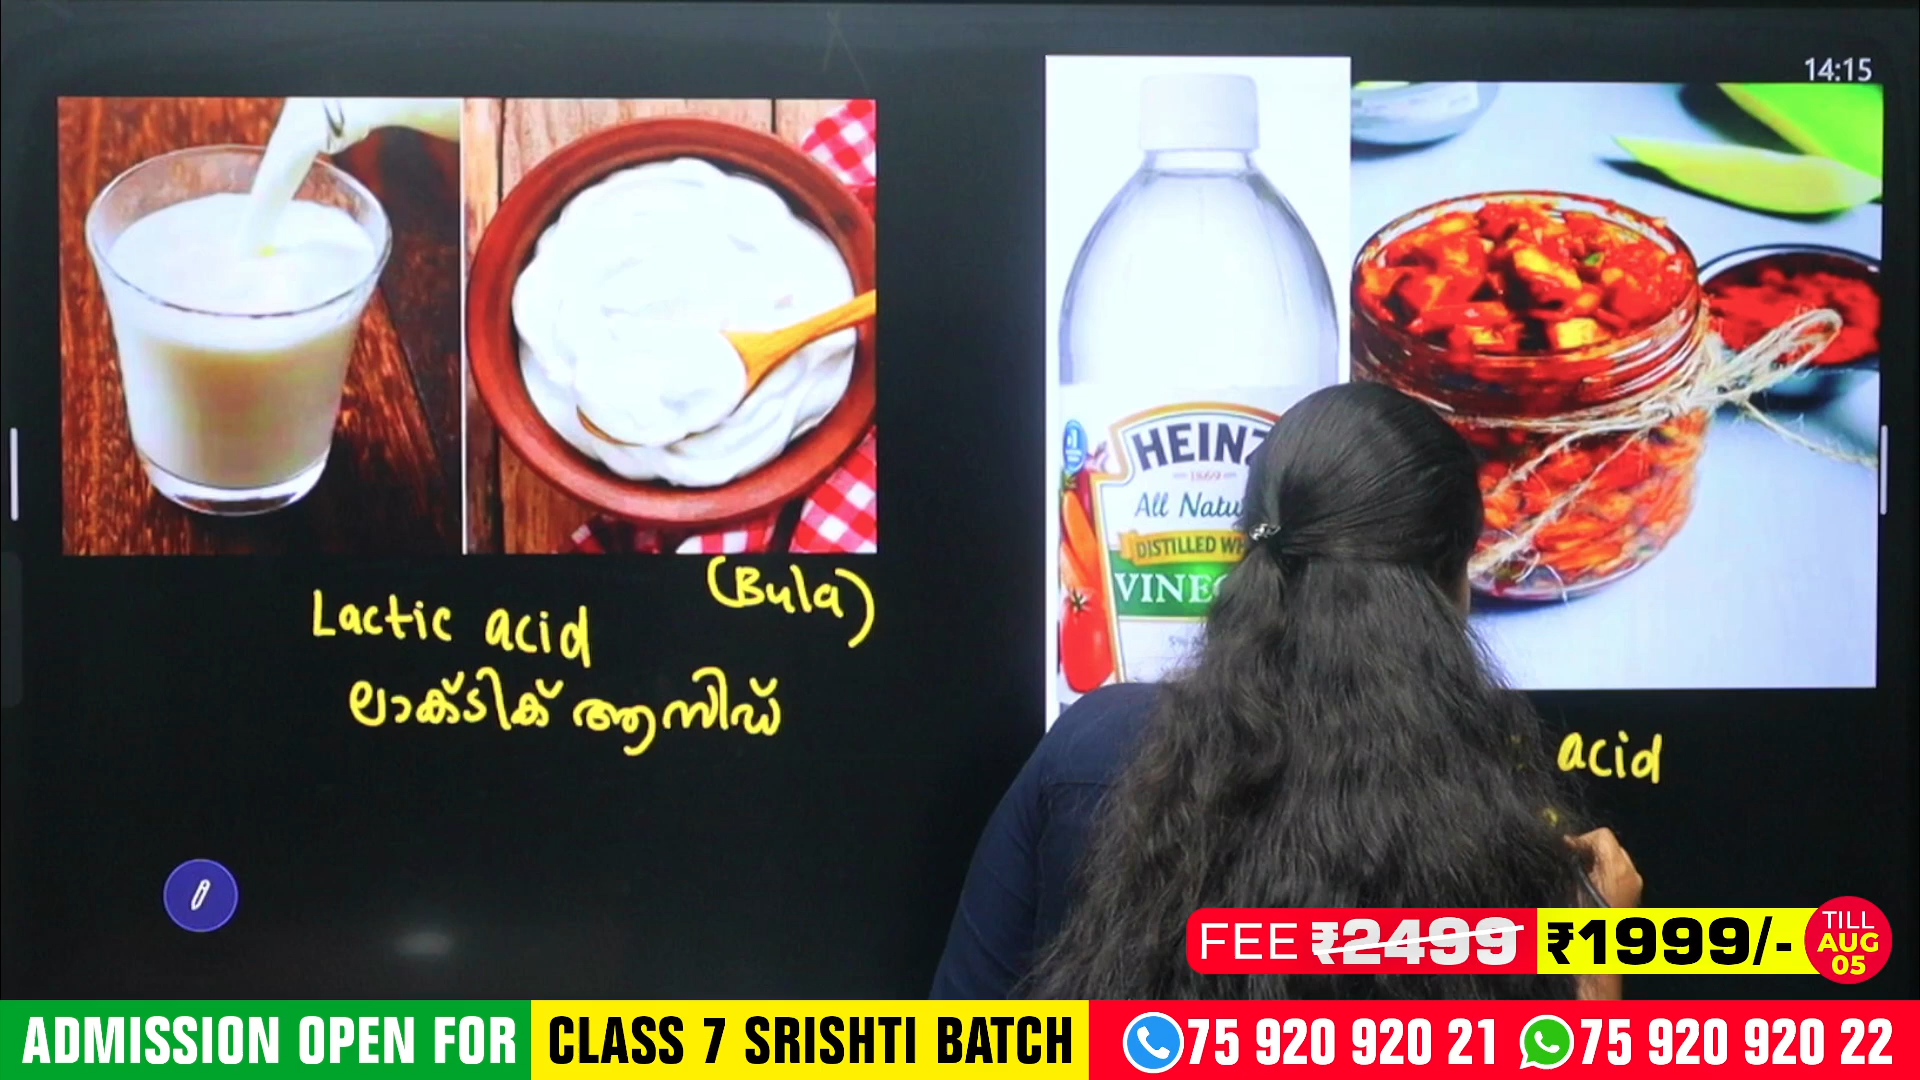 14:15
HEINZ
1869
All Natu
DISTILLED WH
VINEG
(Bula)
Lactic acid
ലാക്ടിക് ആസിഡ്
acid
FEE ₹2499 ₹1999/- TILL AUG 05
ADMISSION OPEN FOR CLASS 7 SRISHTI BATCH 75 920 920 21 75 920 920 22